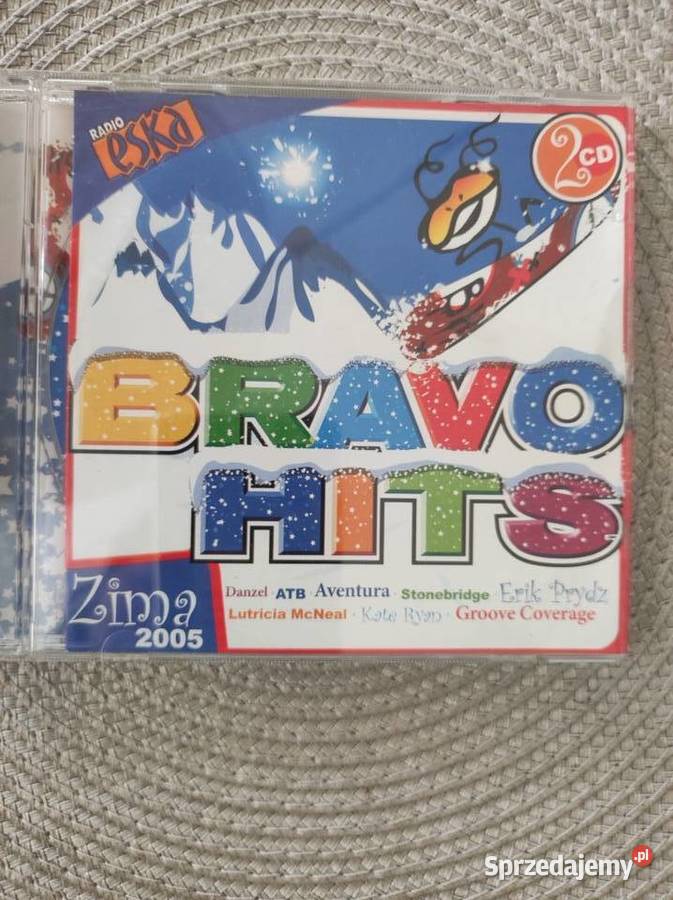 RADIO
eska
2CD
BRAVO
HITS
Zima
2005
Danzel · ATB · Aventura · Stonebridge · Erik Prydz
Lutricia McNeal · Kate Ryan · Groove Coverage
Sprzedajemy.pl